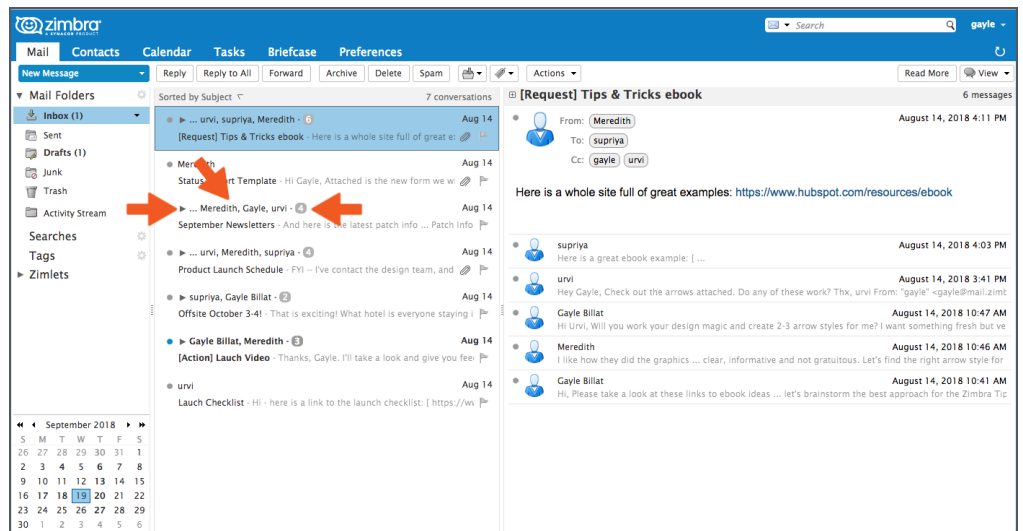 zimbra
A SYNACOR PRODUCT
Search
gayle
Mail Contacts Calendar Tasks Briefcase Preferences
New Message
Reply Reply to All Forward Archive Delete Spam Actions Read More View
Mail Folders
Inbox (1)
Sent
Drafts (1)
Junk
Trash
Activity Stream
Searches
Tags
Zimlets
September 2018
S M T W T F S
26 27 28 29 30 31 1
2 3 4 5 6 7 8
9 10 11 12 13 14 15
16 17 18 19 20 21 22
23 24 25 26 27 28 29
30 1 2 3 4 5 6
Sorted by Subject 7 conversations
... urvi, supriya, Meredith - 6 Aug 14
[Request] Tips & Tricks ebook - Here is a whole site full of great e:
Meredith Aug 14
Status Template - Hi Gayle, Attached is the new form we w
... Meredith, Gayle, urvi - 4 Aug 14
September Newsletters - And here is the latest patch info ... Patch Info
... urvi, Meredith, supriya - 4 Aug 14
Product Launch Schedule - FYI -- I've contact the design team, and
supriya, Gayle Billat - 2 Aug 14
Offsite October 3-4! - That is exciting! What hotel is everyone staying i
Gayle Billat, Meredith - 3 Aug 14
[Action] Lauch Video - Thanks, Gayle. I'll take a look and give you feed
urvi Aug 14
Lauch Checklist - Hi - here is a link to the launch checklist: [ https://w
[Request] Tips & Tricks ebook 6 messages
From: Meredith August 14, 2018 4:11 PM
To: supriya
Cc: gayle urvi
Here is a whole site full of great examples: https://www.hubspot.com/resources/ebook
supriya August 14, 2018 4:03 PM
Here is a great ebook example: [ ...
urvi August 14, 2018 3:41 PM
Hey Gayle, Check out the arrows attached. Do any of these work? Thx, urvi From: "gayle" <gayle@mail.zimb
Gayle Billat August 14, 2018 10:47 AM
Hi Urvi, Will you work your design magic and create 2-3 arrow styles for me? I want something fresh but ve
Meredith August 14, 2018 10:46 AM
I like how they did the graphics ... clear, informative and not gratuitous. Let's find the right arrow style for
Gayle Billat August 14, 2018 10:41 AM
Hi, Please take a look at these links to ebook ideas ... let's brainstorm the best approach for the Zimbra Tip